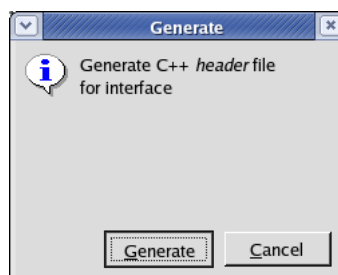 Generate
Generate C++ header file
for interface
Generate
Cancel